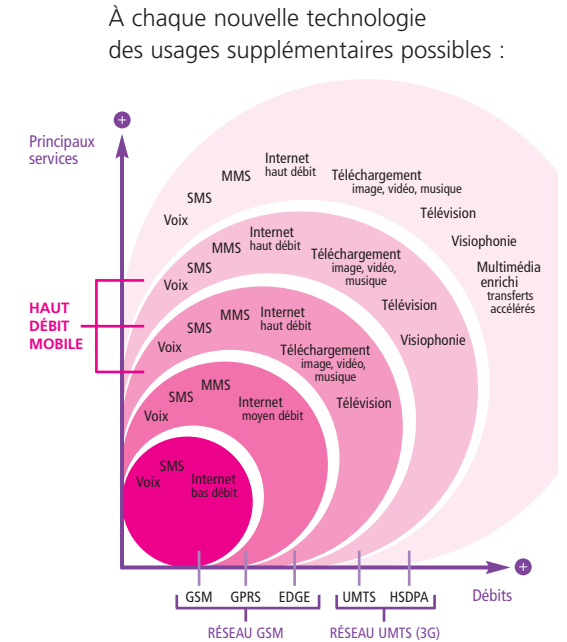 À chaque nouvelle technologie
des usages supplémentaires possibles :
+
Principaux
services
Voix
SMS
MMS
Internet
haut débit
Téléchargement
image, vidéo, musique
Télévision
Visiophonie
Multimédia
enrichi
transferts
accélérés
Voix
SMS
MMS
Internet
haut débit
Téléchargement
image, vidéo,
musique
Télévision
Visiophonie
HAUT
DÉBIT
MOBILE
Voix
SMS
MMS
Internet
haut débit
Téléchargement
image, vidéo,
musique
Télévision
Voix
SMS
MMS
Internet
moyen débit
Voix
SMS
Internet
bas débit
+
GSM GPRS EDGE UMTS HSDPA Débits
RÉSEAU GSM RÉSEAU UMTS (3G)